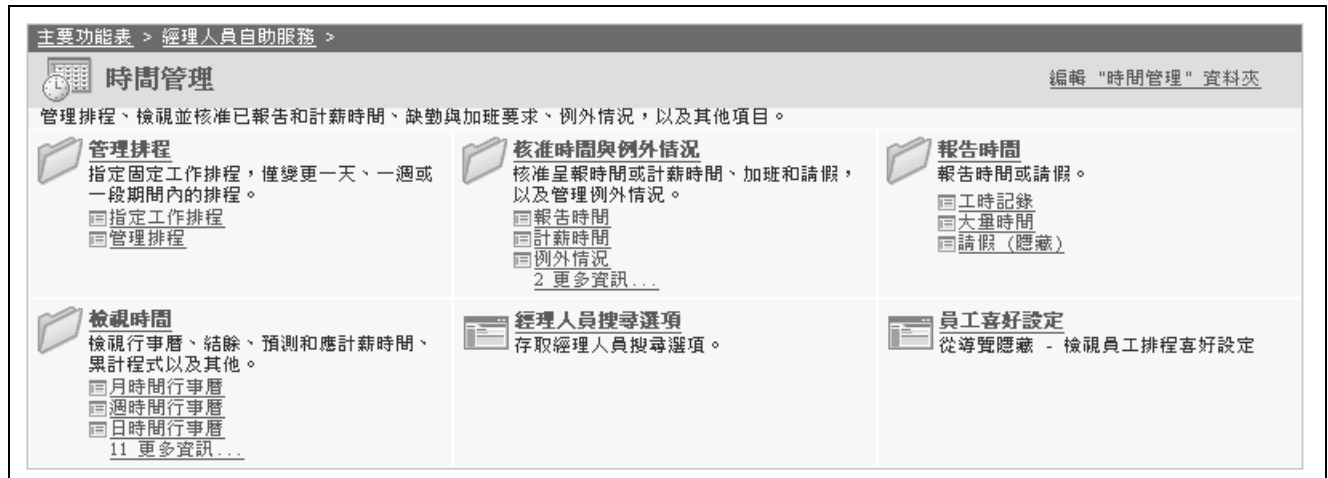 主要功能表 > 經理人員自助服務 >
時間管理
編輯 "時間管理" 資料夾
管理排程、檢視並核准已報告和計薪時間、缺勤與加班要求、例外情況，以及其他項目。
管理排程
指定固定工作排程，僅變更一天、一週或
一段期間內的排程。
指定工作排程
管理排程
核准時間與例外情況
核准呈報時間或計薪時間、加班和請假，
以及管理例外情況。
報告時間
計薪時間
例外情況
2 更多資訊...
報告時間
報告時間或請假。
工時記錄
大量時間
請假 (隱藏)
檢視時間
檢視行事曆、結餘、預測和應計薪時間、
累計程式以及其他。
月時間行事曆
週時間行事曆
日時間行事曆
11 更多資訊...
經理人員搜尋選項
存取經理人員搜尋選項。
員工喜好設定
從導覽隱藏 - 檢視員工排程喜好設定